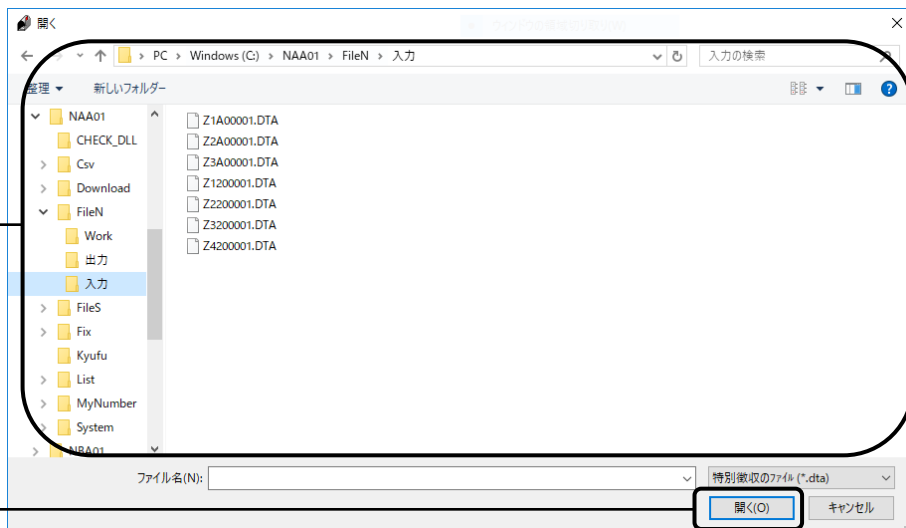 開く
PC > Windows (C:) > NAA01 > FileN > 入力
入力の検索
整理
新しいフォルダー
NAA01
CHECK_DLL
Csv
Download
FileN
Work
出力
入力
FileS
Fix
Kyufu
List
MyNumber
System
NBA01
Z1A00001.DTA
Z2A00001.DTA
Z3A00001.DTA
Z1200001.DTA
Z2200001.DTA
Z3200001.DTA
Z4200001.DTA
ファイル名(N):
特別徴収のファイル (*.dta)
開く(O)
キャンセル